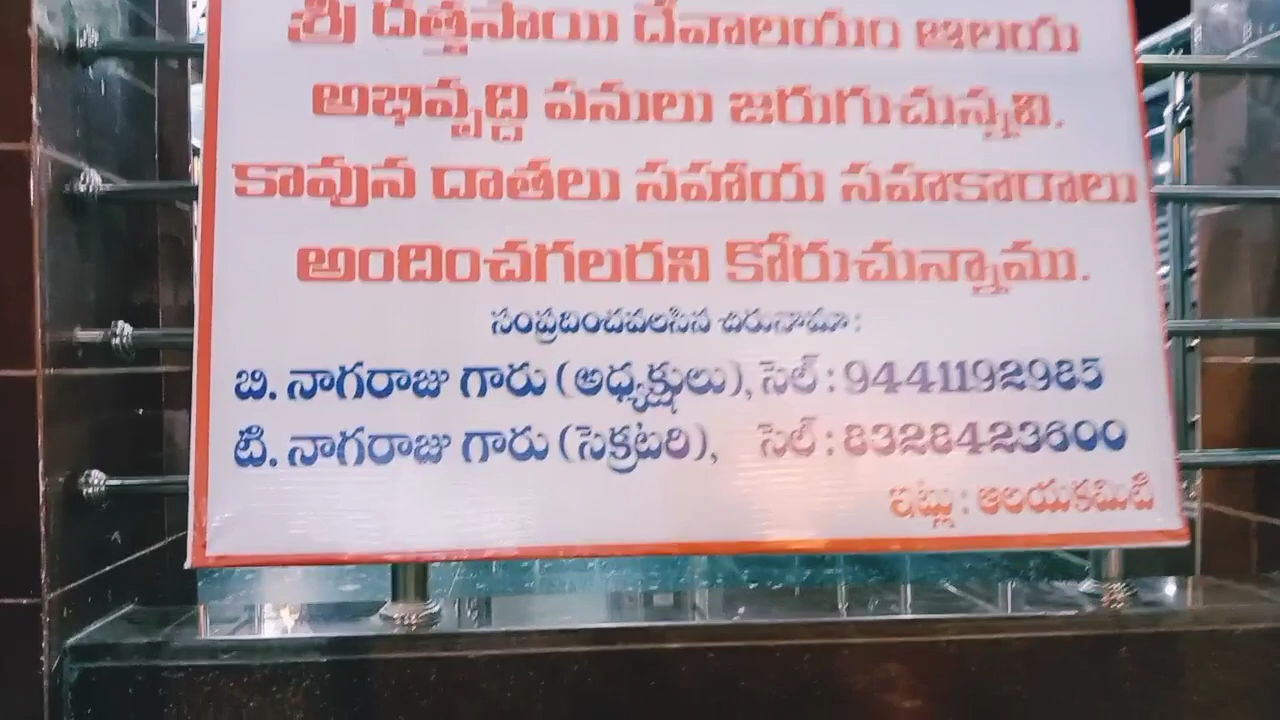 శ్రీ దత్తసాయి దేవాలయం ఆలయ
అభివృద్ది పనులు జరుగుచున్నవి.
కావున దాతలు సహాయ సహకారాలు
అందించగలరని కోరుచున్నాము.
సంప్రదించవలసిన చిరునామా :
బి. నాగరాజు గారు (అధ్యక్షులు), సెల్ : 9441192985
టి. నాగరాజు గారు (సెక్రటరి), సెల్ : 8328423600
ఇట్లు : ఆలయకమిటి